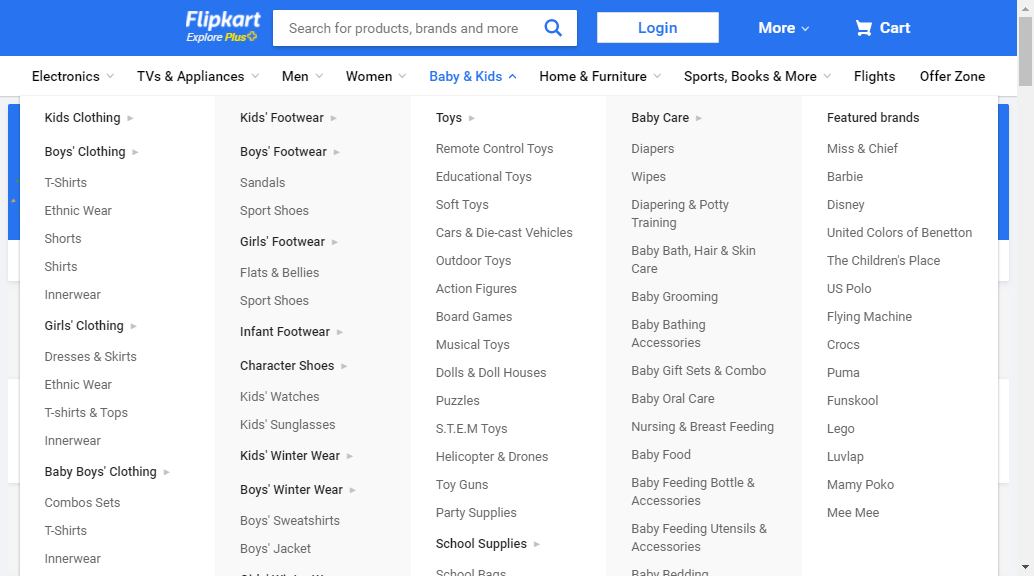 Flipkart
Explore Plus
Search for products, brands and more
Login
More
Cart
Electronics
TVs & Appliances
Men
Women
Baby & Kids
Home & Furniture
Sports, Books & More
Flights
Offer Zone
Kids Clothing
Boys' Clothing
T-Shirts
Ethnic Wear
Shorts
Shirts
Innerwear
Girls' Clothing
Dresses & Skirts
Ethnic Wear
T-shirts & Tops
Innerwear
Baby Boys' Clothing
Combos Sets
T-Shirts
Innerwear
Kids' Footwear
Boys' Footwear
Sandals
Sport Shoes
Girls' Footwear
Flats & Bellies
Sport Shoes
Infant Footwear
Character Shoes
Kids' Watches
Kids' Sunglasses
Kids' Winter Wear
Boys' Winter Wear
Boys' Sweatshirts
Boys' Jacket
Girls' Winter Wear
Toys
Remote Control Toys
Educational Toys
Soft Toys
Cars & Die-cast Vehicles
Outdoor Toys
Action Figures
Board Games
Musical Toys
Dolls & Doll Houses
Puzzles
S.T.E.M Toys
Helicopter & Drones
Toy Guns
Party Supplies
School Supplies
School Bags
Baby Care
Diapers
Wipes
Diapering & Potty
Training
Baby Bath, Hair & Skin
Care
Baby Grooming
Baby Bathing
Accessories
Baby Gift Sets & Combo
Baby Oral Care
Nursing & Breast Feeding
Baby Food
Baby Feeding Bottle &
Accessories
Baby Feeding Utensils &
Accessories
Baby Bedding
Featured brands
Miss & Chief
Barbie
Disney
United Colors of Benetton
The Children's Place
US Polo
Flying Machine
Crocs
Puma
Funskool
Lego
Luvlap
Mamy Poko
Mee Mee